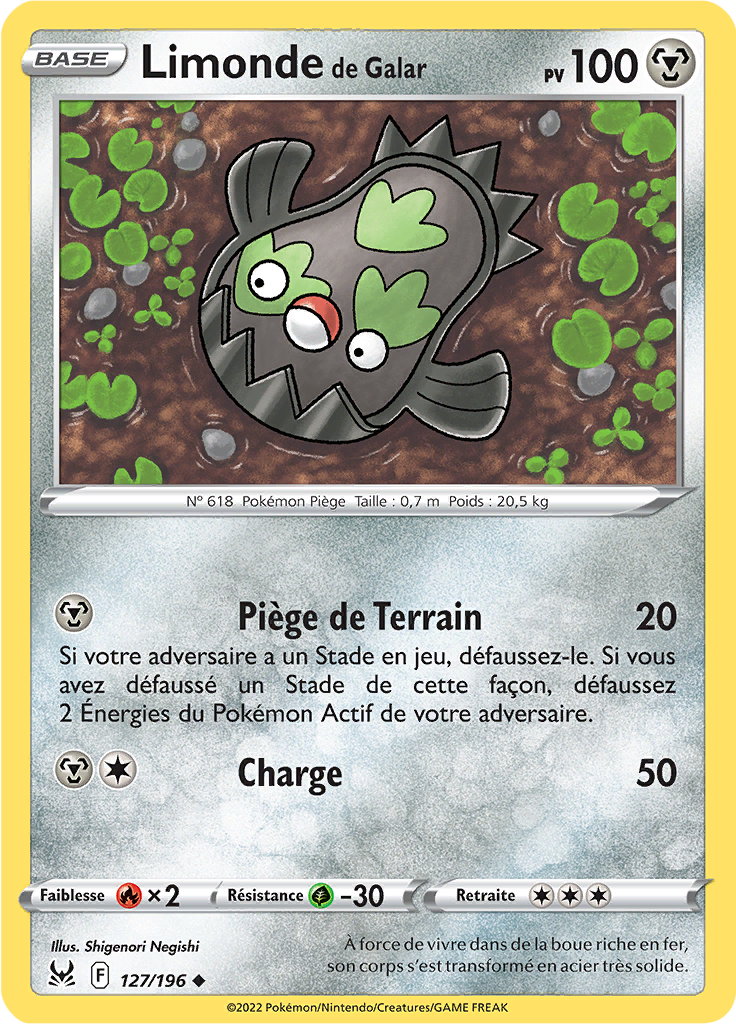 BASE
Limonde de Galar PV 100
N° 618 Pokémon Piège Taille : 0,7 m Poids : 20,5 kg
Piège de Terrain 20
Si votre adversaire a un Stade en jeu, défaussez-le. Si vous
avez défaussé un Stade de cette façon, défaussez
2 Énergies du Pokémon Actif de votre adversaire.
Charge 50
Faiblesse ×2 Résistance -30 Retraite
Illus. Shigenori Negishi
À force de vivre dans de la boue riche en fer,
son corps s'est transformé en acier très solide.
F 127/196
©2022 Pokémon/Nintendo/Creatures/GAME FREAK